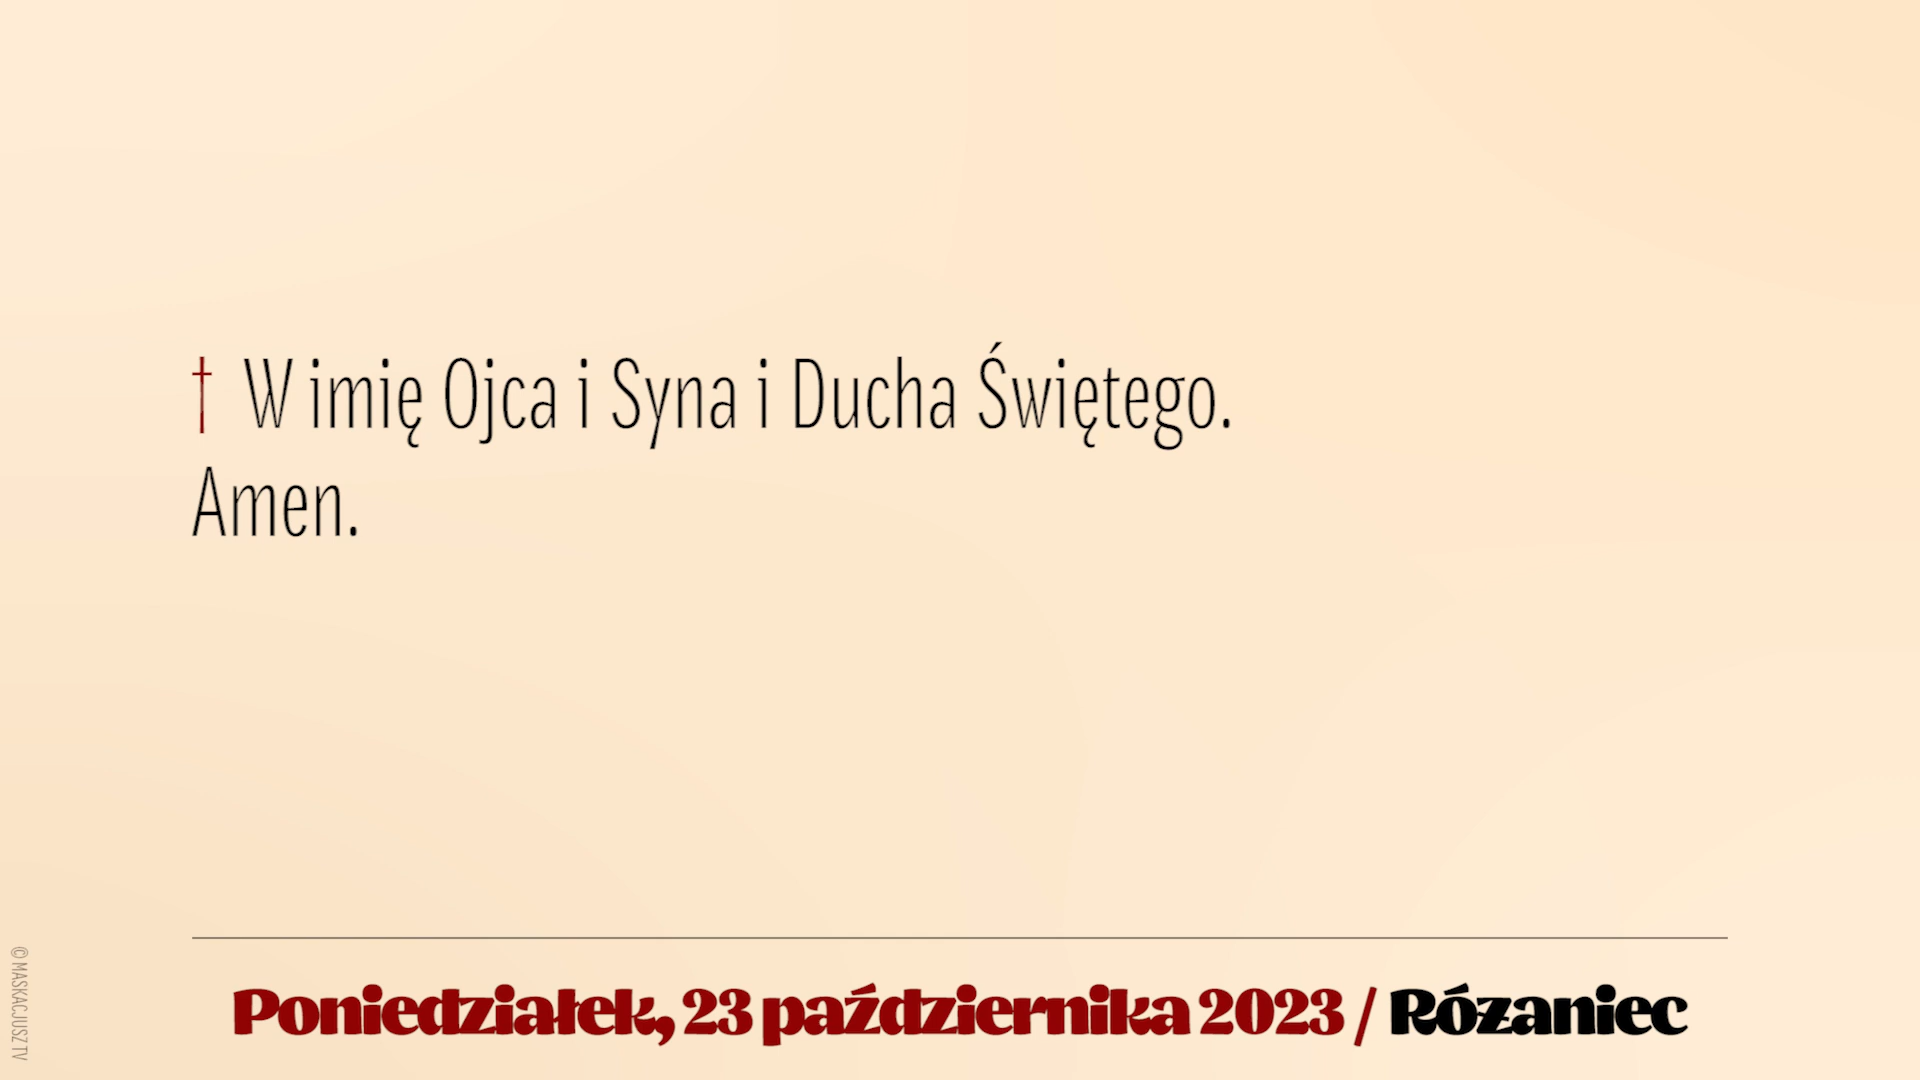 † W imię Ojca i Syna i Ducha Świętego.
Amen.
Poniedziałek, 23 października 2023 / Różaniec
© MASKACJUSZ TV